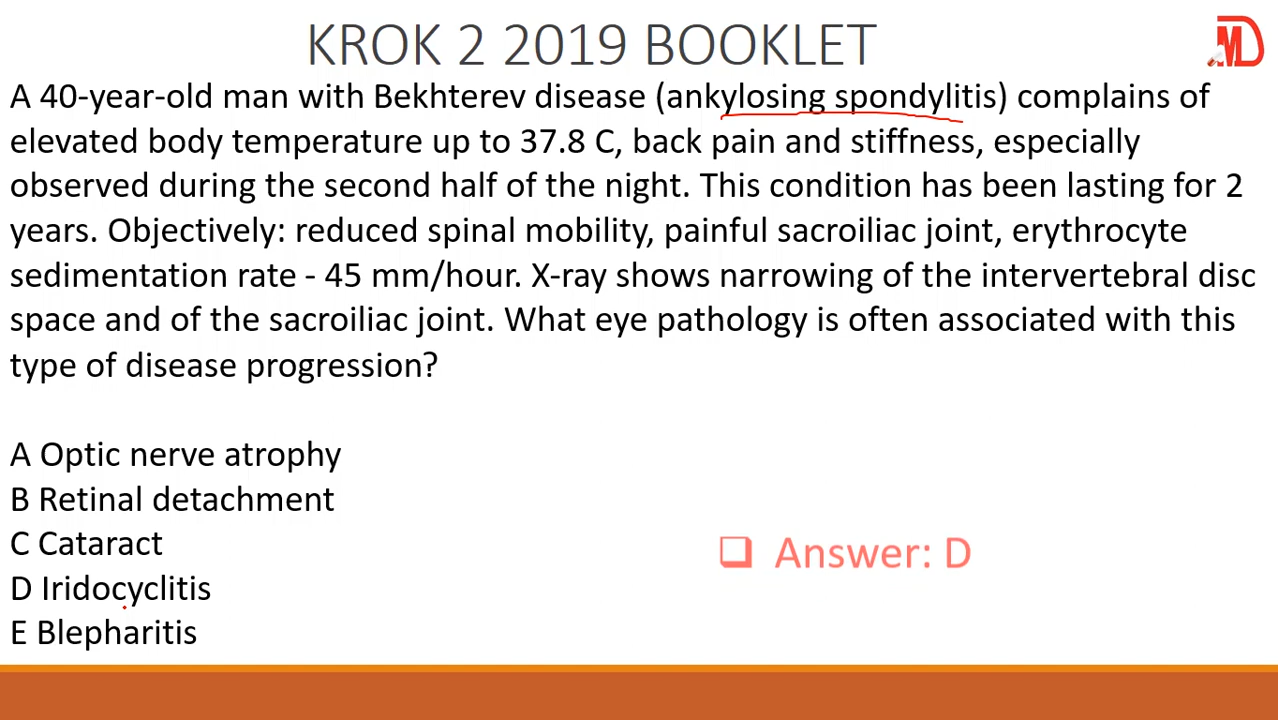 KROK 2 2019 BOOKLET
MD
A 40-year-old man with Bekhterev disease (ankylosing spondylitis) complains of
elevated body temperature up to 37.8 C, back pain and stiffness, especially
observed during the second half of the night. This condition has been lasting for 2
years. Objectively: reduced spinal mobility, painful sacroiliac joint, erythrocyte
sedimentation rate - 45 mm/hour. X-ray shows narrowing of the intervertebral disc
space and of the sacroiliac joint. What eye pathology is often associated with this
type of disease progression?
A Optic nerve atrophy
B Retinal detachment
C Cataract
D Iridocyclitis
E Blepharitis
❑ Answer: D